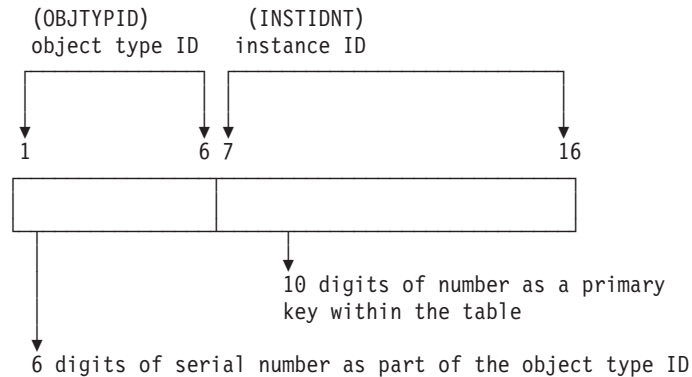 (OBJTYPID) (INSTIDNT)
object type ID instance ID
1 6 7 16
10 digits of number as a primary
key within the table
6 digits of serial number as part of the object type ID